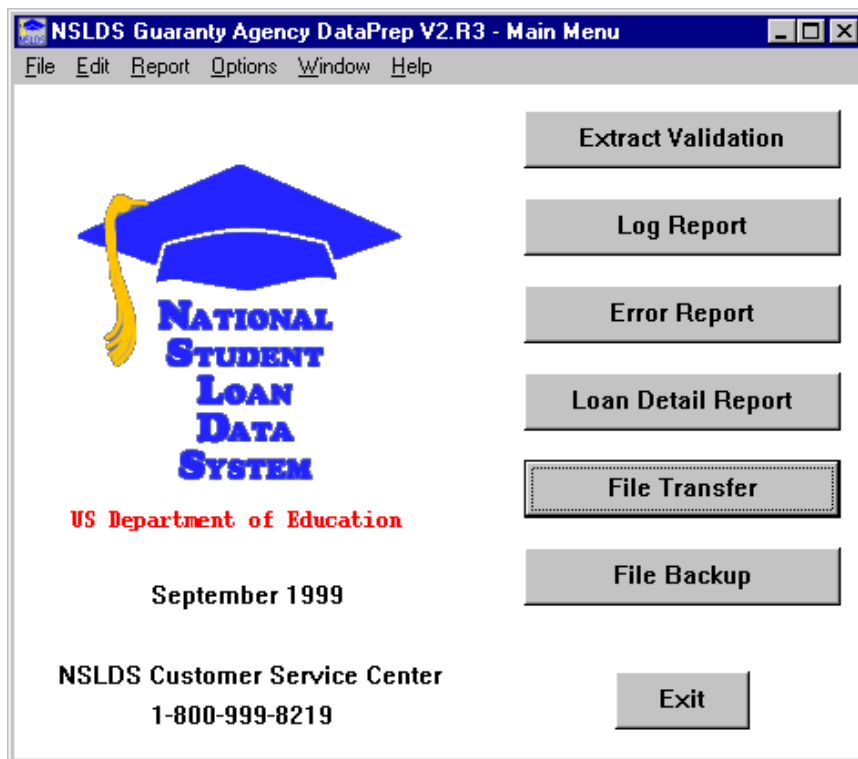 NSLDS Guaranty Agency DataPrep V2.R3 - Main Menu
File Edit Report Options Window Help
Extract Validation
Log Report
Error Report
Loan Detail Report
File Transfer
File Backup
Exit
NSLDS
NATIONAL
STUDENT
LOAN
DATA
SYSTEM
US Department of Education
September 1999
NSLDS Customer Service Center
1-800-999-8219